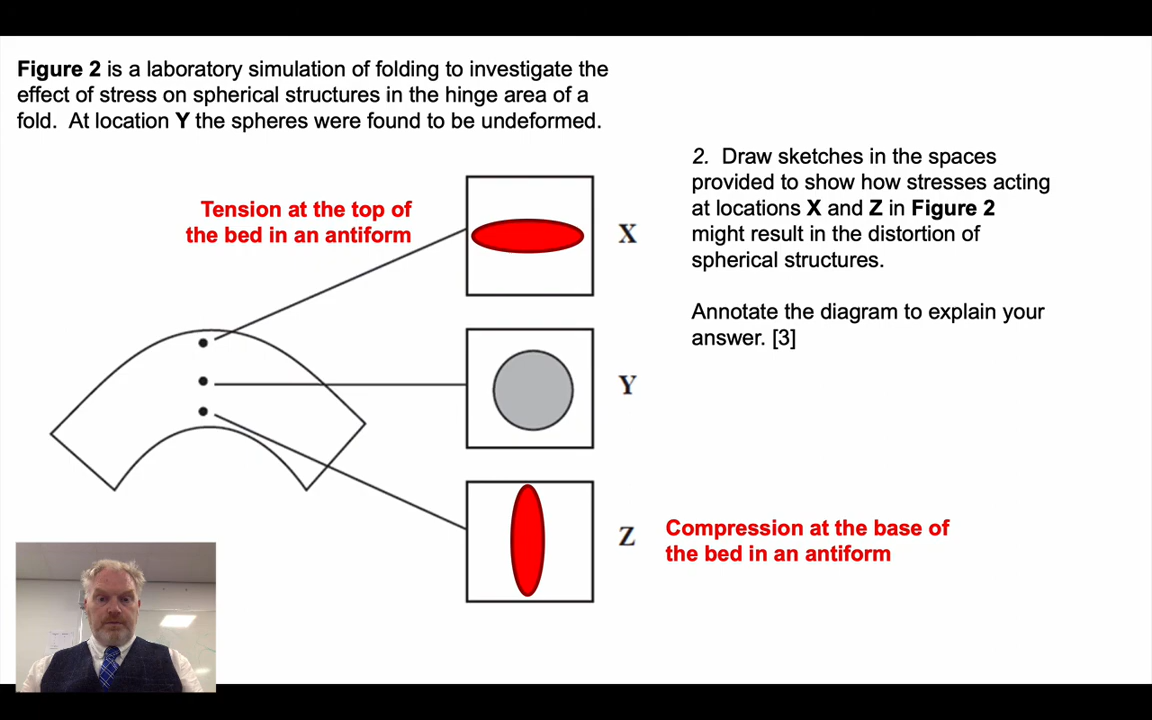 Figure 2 is a laboratory simulation of folding to investigate the
effect of stress on spherical structures in the hinge area of a
fold.  At location Y the spheres were found to be undeformed.
2.  Draw sketches in the spaces
provided to show how stresses acting
at locations X and Z in Figure 2
might result in the distortion of
spherical structures.
Annotate the diagram to explain your
answer. [3]
Tension at the top of
the bed in an antiform
X
Y
Z
Compression at the base of
the bed in an antiform